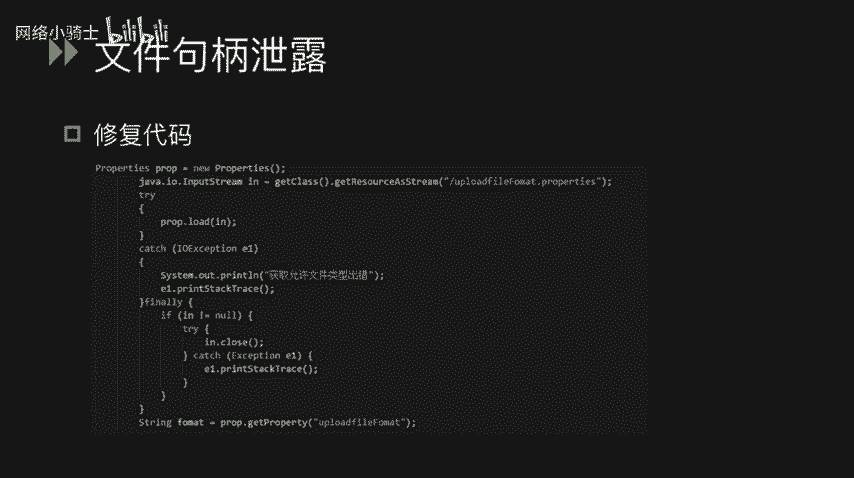 网络小骑士 bilibili
文件句柄泄露
修复代码
Properties prop = new Properties();
java.io.InputStream in = getClass().getResourceAsStream("/uploadfileFomat.properties");
try
{
prop.load(in);
}
catch (IOException e1)
{
System.out.println("获取允许文件类型出错");
e1.printStackTrace();
}finally {
if (in != null) {
try {
in.close();
} catch (Exception e1) {
e1.printStackTrace();
}
}
}
String fomat = prop.getProperty("uploadfileFomat");